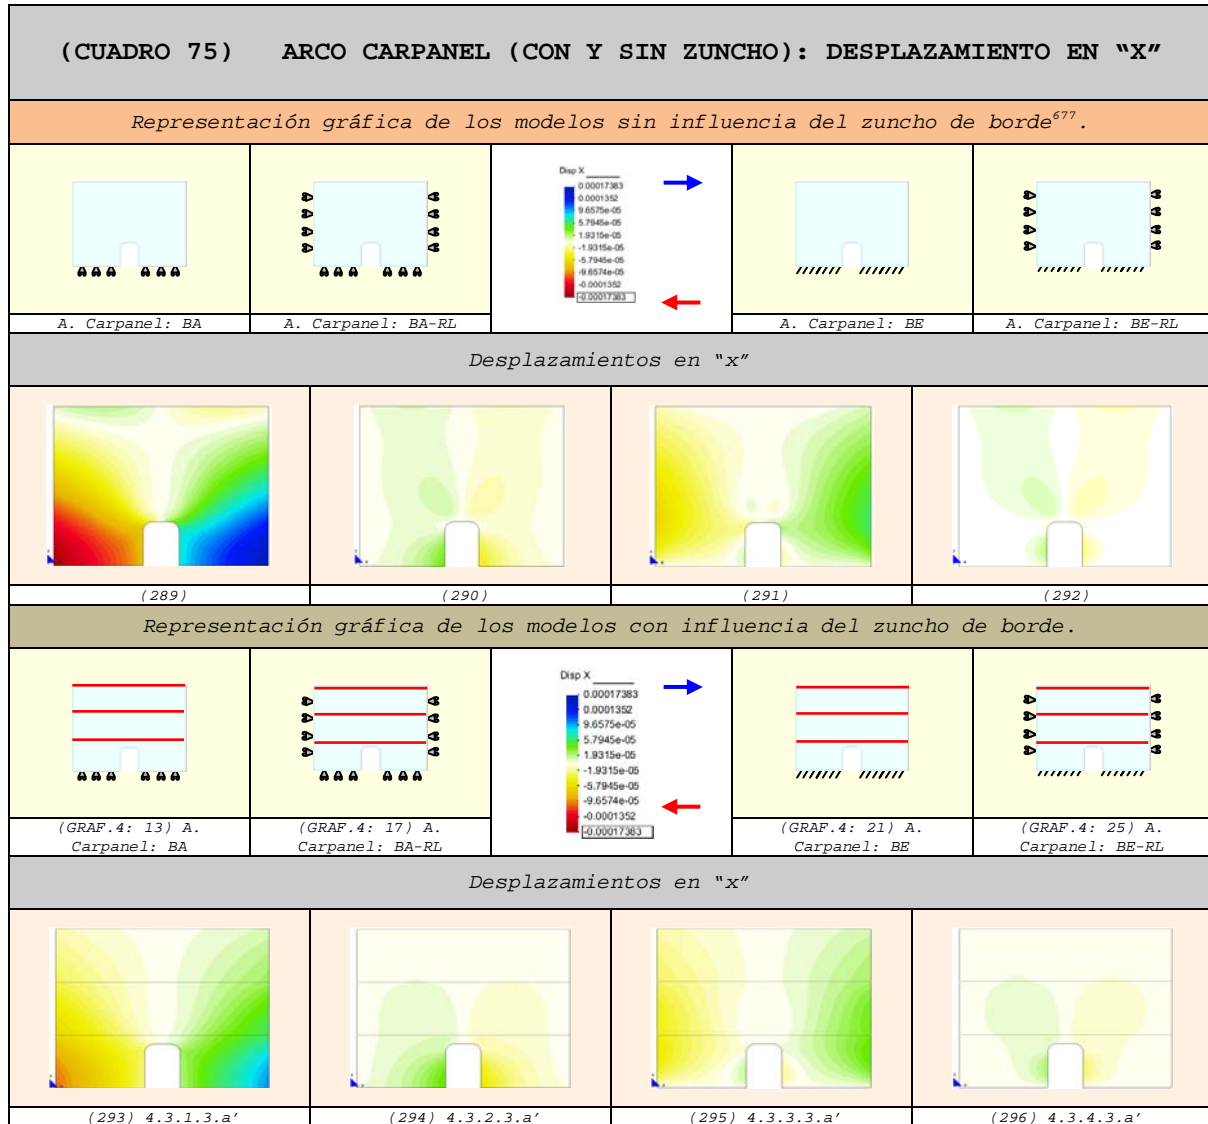 (CUADRO 75) ARCO CARPANEL (CON Y SIN ZUNCHO): DESPLAZAMIENTO EN “X”
Representación gráfica de los modelos sin influencia del zuncho de borde677.
Disp X
0.00017383
0.0001352
9.6575e-05
5.7945e-05
1.9315e-05
-1.9315e-05
-5.7945e-05
-9.6574e-05
-0.0001352
-0.00017383
A. Carpanel: BA
A. Carpanel: BA-RL
A. Carpanel: BE
A. Carpanel: BE-RL
Desplazamientos en “x”
(289)
(290)
(291)
(292)
Representación gráfica de los modelos con influencia del zuncho de borde.
Disp X
0.00017383
0.0001352
9.6575e-05
5.7945e-05
1.9315e-05
-1.9315e-05
-5.7945e-05
-9.6574e-05
-0.0001352
-0.00017383
(GRAF.4: 13) A.
Carpanel: BA
(GRAF.4: 17) A.
Carpanel: BA-RL
(GRAF.4: 21) A.
Carpanel: BE
(GRAF.4: 25) A.
Carpanel: BE-RL
Desplazamientos en “x”
(293) 4.3.1.3.a’
(294) 4.3.2.3.a’
(295) 4.3.3.3.a’
(296) 4.3.4.3.a’